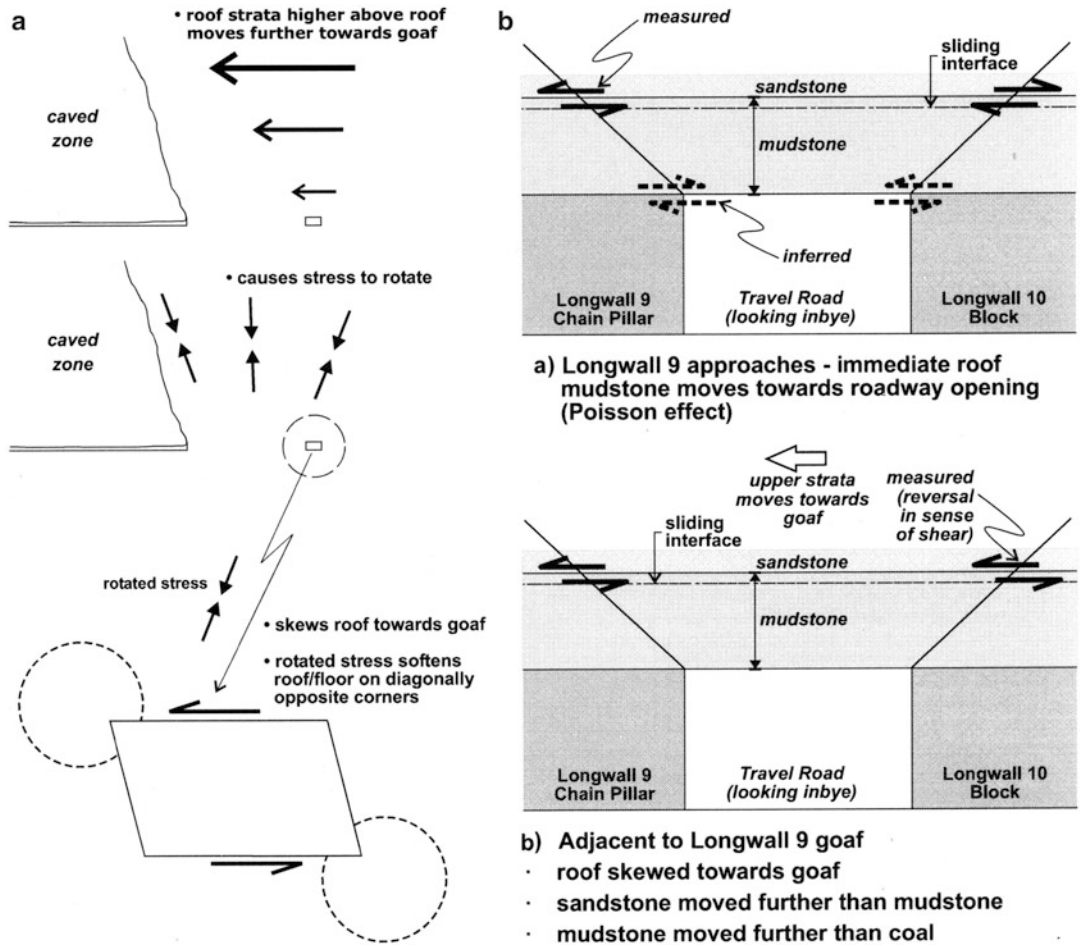 a
• roof strata higher above roof
moves further towards goaf
caved
zone
• causes stress to rotate
caved
zone
rotated stress
• skews roof towards goaf
• rotated stress softens
roof/floor on diagonally
opposite corners
b
measured
sliding
interface
sandstone
mudstone
inferred
Longwall 9
Chain Pillar
Travel Road
(looking inbye)
Longwall 10
Block
a) Longwall 9 approaches - immediate roof
mudstone moves towards roadway opening
(Poisson effect)
upper strata
moves towards
goaf
measured
(reversal
in sense
of shear)
sliding
interface
sandstone
mudstone
Longwall 9
Chain Pillar
Travel Road
(looking inbye)
Longwall 10
Block
b) Adjacent to Longwall 9 goaf
· roof skewed towards goaf
· sandstone moved further than mudstone
· mudstone moved further than coal